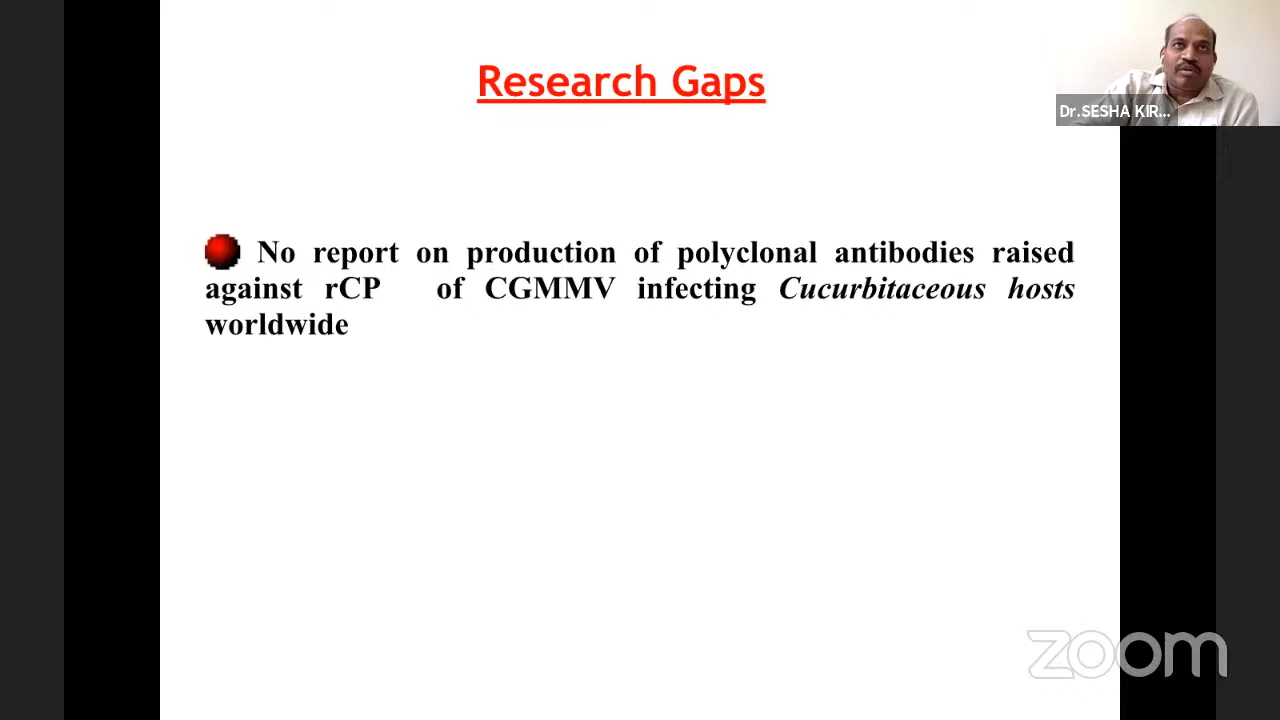 Research Gaps
Dr.SESHA KIR...
No report on production of polyclonal antibodies raised
against rCP of CGMMV infecting Cucurbitaceous hosts
worldwide
zoom